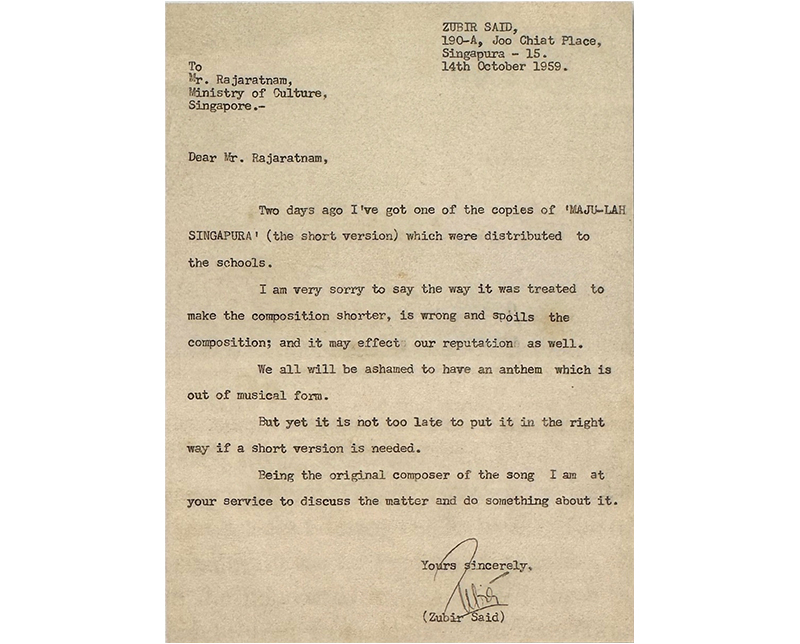 ZUBIR SAID,
190-A, Joo Chiat Place,
Singapura - 15.
14th October 1959.
To
Mr. Rajaratnam,
Ministry of Culture,
Singapore.-
Dear Mr. Rajaratnam,
Two days ago I've got one of the copies of 'MAJU-LAH
SINGAPURA' (the short version) which were distributed to
the schools.
I am very sorry to say the way it was treated to
make the composition shorter, is wrong and spoils the
composition; and it may effect our reputation as well.
We all will be ashamed to have an anthem which is
out of musical form.
But yet it is not too late to put it in the right
way if a short version is needed.
Being the original composer of the song I am at
your service to discuss the matter and do something about it.
Yours sincerely,
Zubir
(Zubir Said)